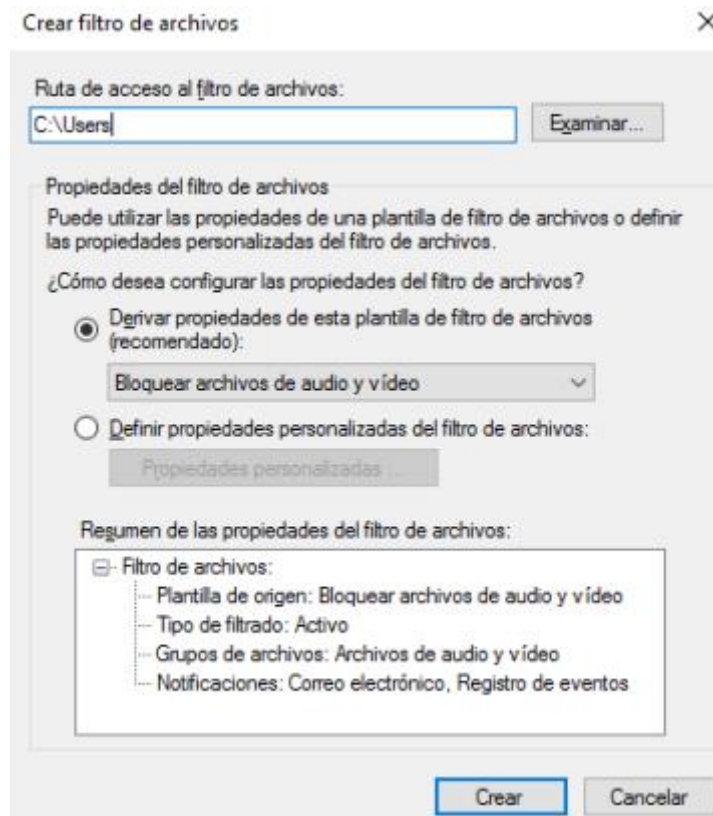 Crear filtro de archivos
Ruta de acceso al filtro de archivos:
C:\Users
Examinar...
Propiedades del filtro de archivos
Puede utilizar las propiedades de una plantilla de filtro de archivos o definir
las propiedades personalizadas del filtro de archivos.
¿Cómo desea configurar las propiedades del filtro de archivos?
Derivar propiedades de esta plantilla de filtro de archivos
(recomendado):
Bloquear archivos de audio y vídeo
Definir propiedades personalizadas del filtro de archivos:
Propiedades personalizadas ...
Resumen de las propiedades del filtro de archivos:
Filtro de archivos:
Plantilla de origen: Bloquear archivos de audio y vídeo
Tipo de filtrado: Activo
Grupos de archivos: Archivos de audio y vídeo
Notificaciones: Correo electrónico, Registro de eventos
Crear
Cancelar